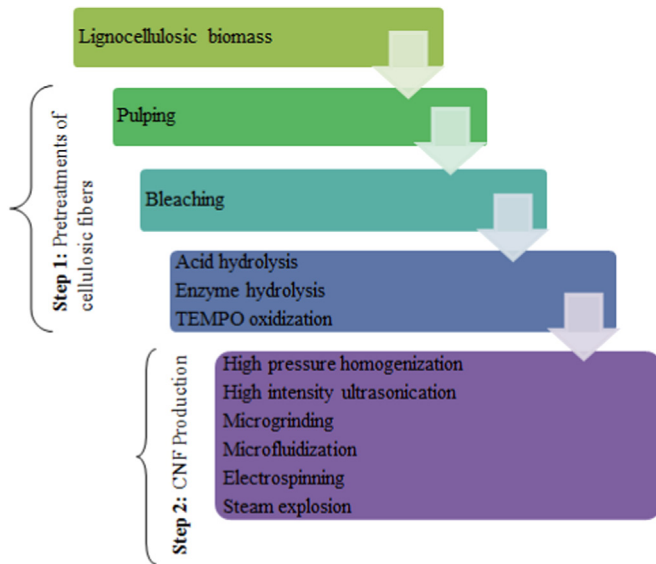 Lignocellulosic biomass
Pulping
Bleaching
Step 1: Pretreatments of
cellulosic fibers
Acid hydrolysis
Enzyme hydrolysis
TEMPO oxidization
Step 2: CNF Production
High pressure homogenization
High intensity ultrasonication
Microgrinding
Microfluidization
Electrospinning
Steam explosion